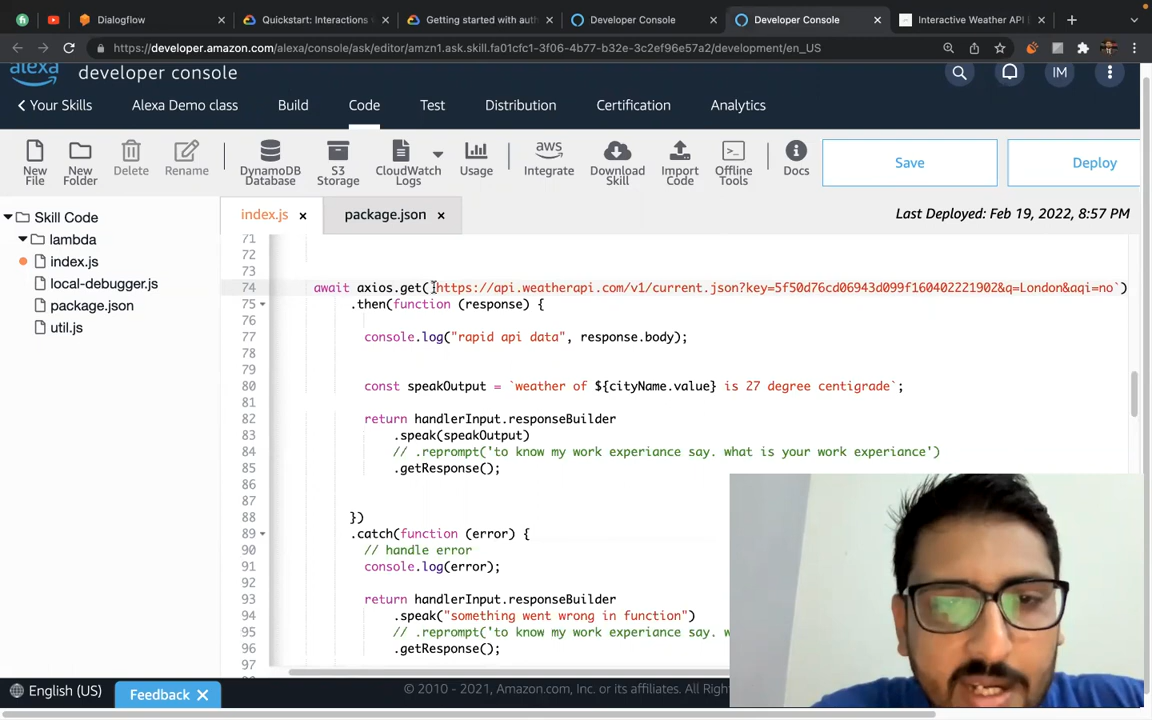 Dialogflow
Quickstart: Interactions
Getting started with auth
Developer Console
Developer Console
Interactive Weather API
https://developer.amazon.com/alexa/console/ask/editor/amzn1.ask.skill.fa01cfc1-3f06-4b77-b32e-3c2ef96e57a2/development/en_US
alexa
developer console
IM
Your Skills
Alexa Demo class
Build
Code
Test
Distribution
Certification
Analytics
New File
New Folder
Delete
Rename
DynamoDB Database
S3 Storage
CloudWatch Logs
Usage
aws Integrate
Download Skill
Import Code
Offline Tools
Docs
Save
Deploy
Skill Code
lambda
index.js
local-debugger.js
package.json
util.js
index.js
package.json
Last Deployed: Feb 19, 2022, 8:57 PM
71
72
73
74 await axios.get(`https://api.weatherapi.com/v1/current.json?key=5f50d76cd06943d099f160402221902&q=London&aqi=no`)
75 .then(function (response) {
76
77 console.log("rapid api data", response.body);
78
79
80 const speakOutput = `weather of ${cityName.value} is 27 degree centigrade`;
81
82 return handlerInput.responseBuilder
83 .speak(speakOutput)
84 // .reprompt('to know my work experiance say. what is your work experiance')
85 .getResponse();
86
87
88 })
89 .catch(function (error) {
90 // handle error
91 console.log(error);
92
93 return handlerInput.responseBuilder
94 .speak("something went wrong in function")
95 // .reprompt('to know my work experiance say. w
96 .getResponse();
97
English (US)
Feedback
© 2010 - 2021, Amazon.com, Inc. or its affiliates. All Righ